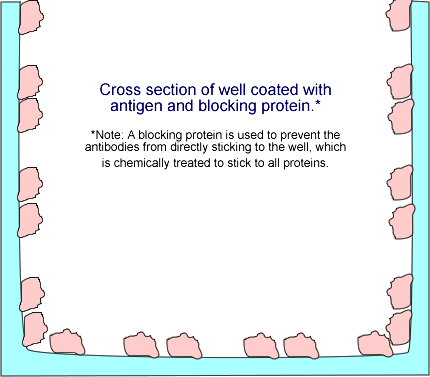 Cross section of well coated with
antigen and blocking protein.*
*Note: A blocking protein is used to prevent the
antibodies from directly sticking to the well, which
is chemically treated to stick to all proteins.